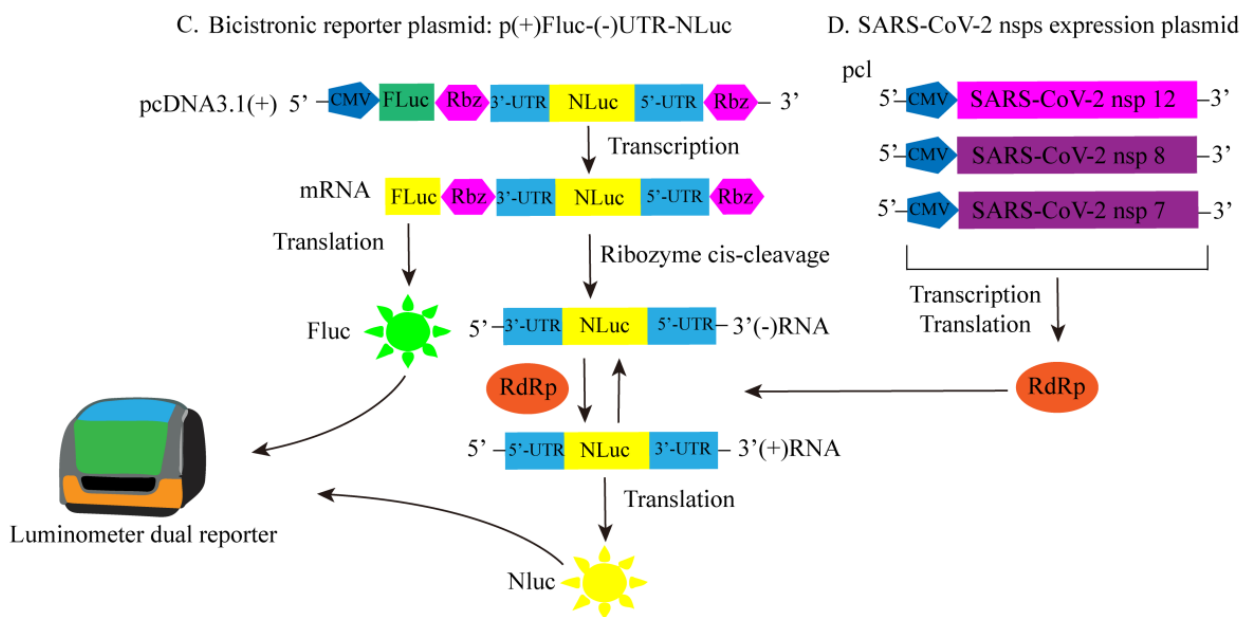 C. Bicistronic reporter plasmid: p(+)Fluc-(-)UTR-NLuc
pcDNA3.1(+) 5’ CMV FLuc Rbz 3’-UTR NLuc 5’-UTR Rbz 3’
Transcription
mRNA FLuc Rbz 3’-UTR NLuc 5’-UTR Rbz
Translation
Ribozyme cis-cleavage
Fluc
5’ 3’-UTR NLuc 5’-UTR 3’(-)RNA
RdRp
5’ 5’-UTR NLuc 3’-UTR 3’(+)RNA
Translation
Nluc
Luminometer dual reporter
D. SARS-CoV-2 nsps expression plasmid
pcl
5’ CMV SARS-CoV-2 nsp 12 3’
5’ CMV SARS-CoV-2 nsp 8 3’
5’ CMV SARS-CoV-2 nsp 7 3’
Transcription
Translation
RdRp